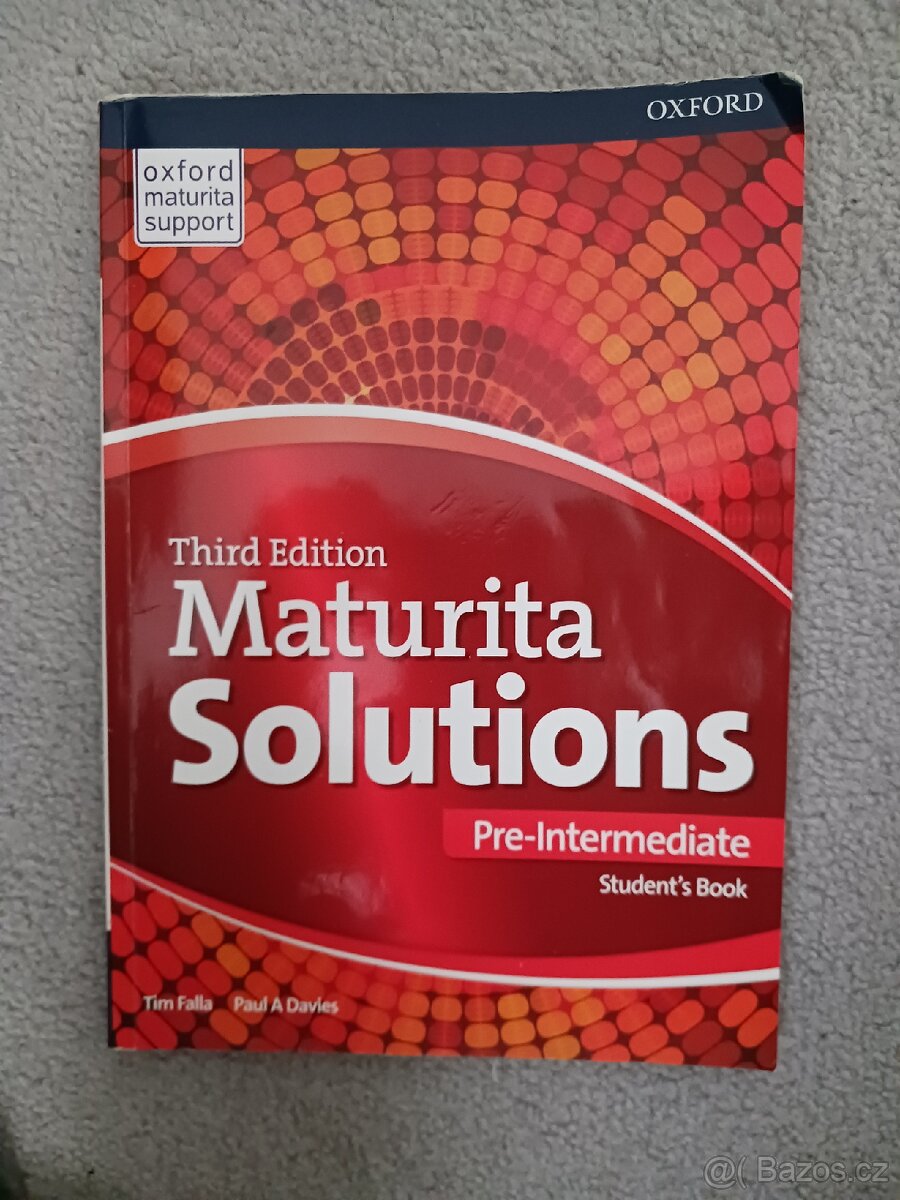 OXFORD
oxford
maturita
support
Third Edition
Maturita
Solutions
Pre-Intermediate
Student's Book
Tim Falla Paul A Davies
@( Bazos.cz